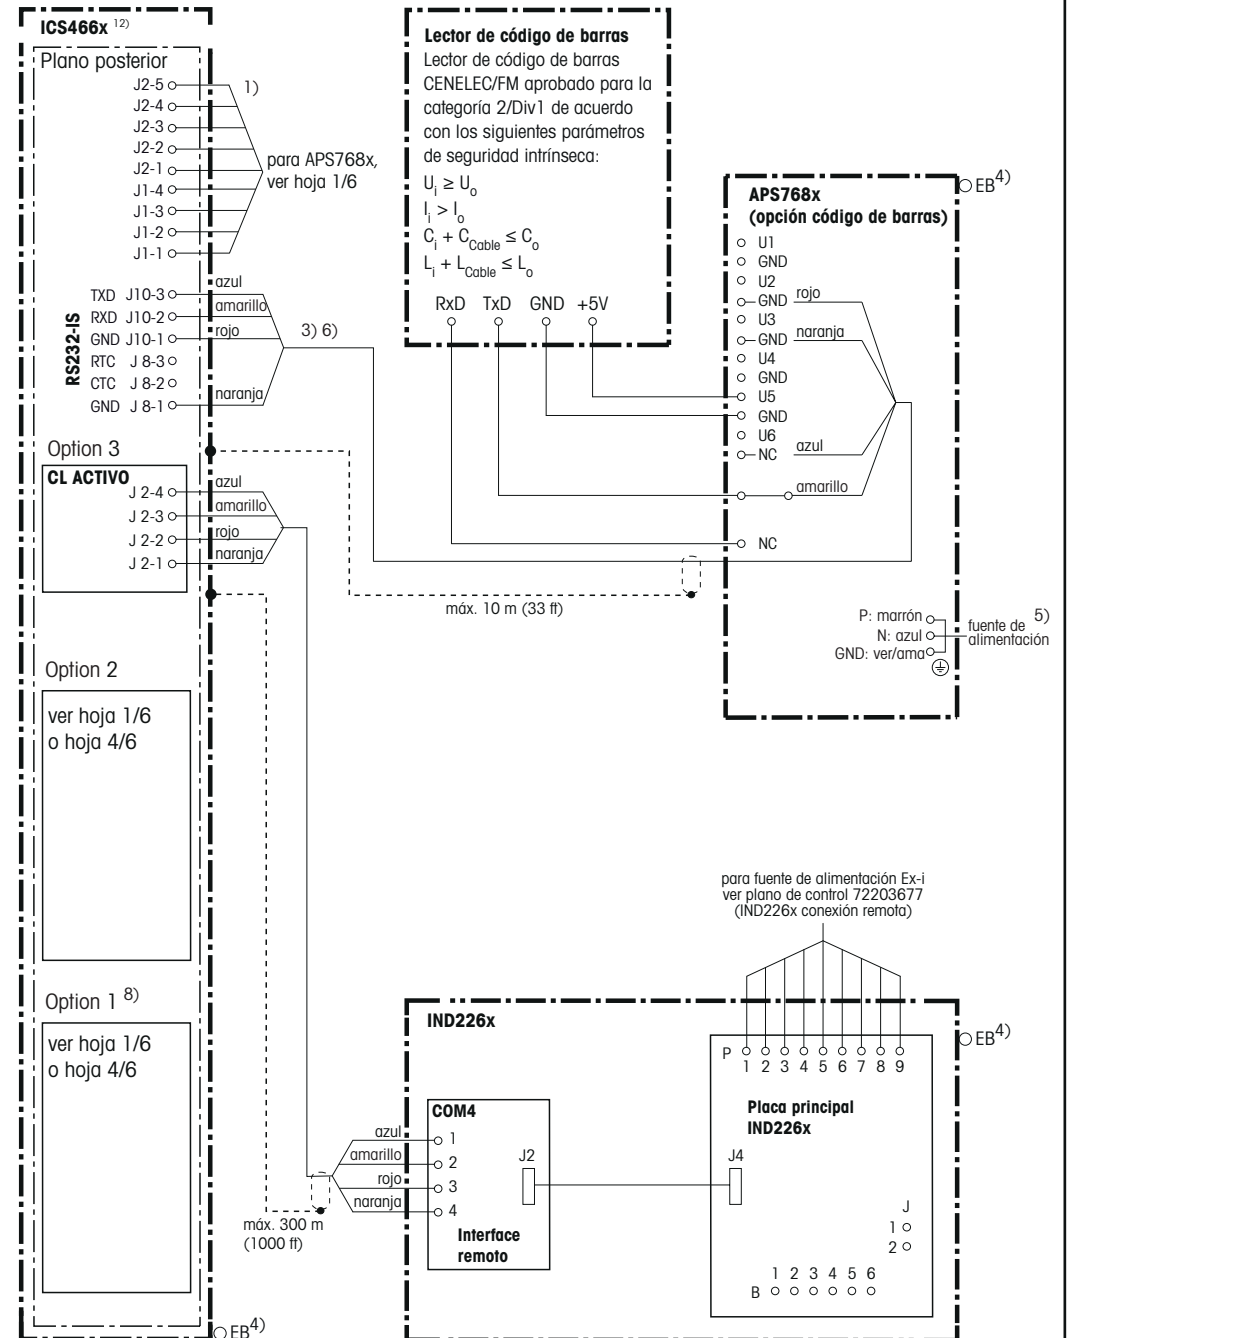 ICS466x 12)
Plano posterior
J2-5
J2-4
J2-3
J2-2
J2-1
J1-4
J1-3
J1-2
J1-1
1)
para APS768x,
ver hoja 1/6
RS232-IS
TXD J10-3
RXD J10-2
GND J10-1
RTC J 8-3
CTC J 8-2
GND J 8-1
azul
amarillo
rojo
naranja
3) 6)
Option 3
CL ACTIVO
J 2-4
J 2-3
J 2-2
J 2-1
azul
amarillo
rojo
naranja
Option 2
ver hoja 1/6
o hoja 4/6
Option 1 8)
ver hoja 1/6
o hoja 4/6
EB4)
Lector de código de barras
Lector de código de barras
CENELEC/FM aprobado para la
categoría 2/Div1 de acuerdo
con los siguientes parámetros
de seguridad intrínseca:
Ui ≥ Uo
Ii > Io
Ci + CCable ≤ Co
Li + LCable ≤ Lo
RxD TxD GND +5V
máx. 10 m (33 ft)
APS768x
(opción código de barras)
EB4)
U1
GND
U2
GND rojo
U3
GND naranja
U4
GND
U5
GND
U6
NC azul
amarillo
NC
P: marrón
N: azul
GND: ver/ama
fuente de 5)
alimentación
para fuente de alimentación Ex-i
ver plano de control 72203677
(IND226x conexión remota)
IND226x
EB4)
P
1 2 3 4 5 6 7 8 9
Placa principal
IND226x
COM4
azul 1
amarillo 2
rojo 3
naranja 4
J2
J4
Interface
remoto
J
1
2
1 2 3 4 5 6
B
máx. 300 m
(1000 ft)